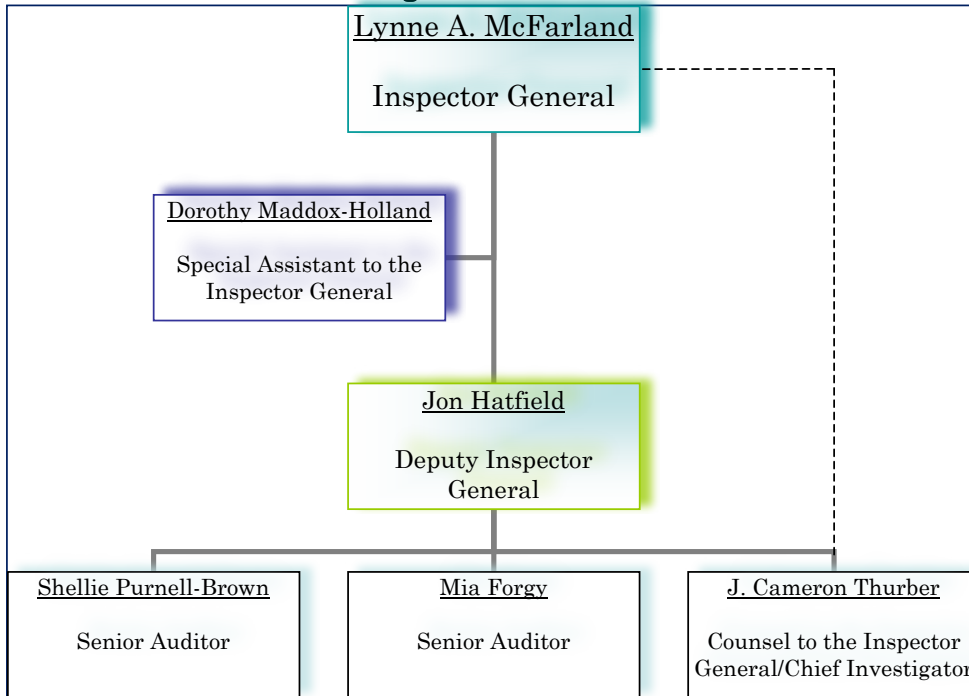 Lynne A. McFarland
Inspector General
Dorothy Maddox-Holland
Special Assistant to the
Inspector General
Jon Hatfield
Deputy Inspector
General
Shellie Purnell-Brown
Senior Auditor
Mia Forgy
Senior Auditor
J. Cameron Thurber
Counsel to the Inspector
General/Chief Investigator